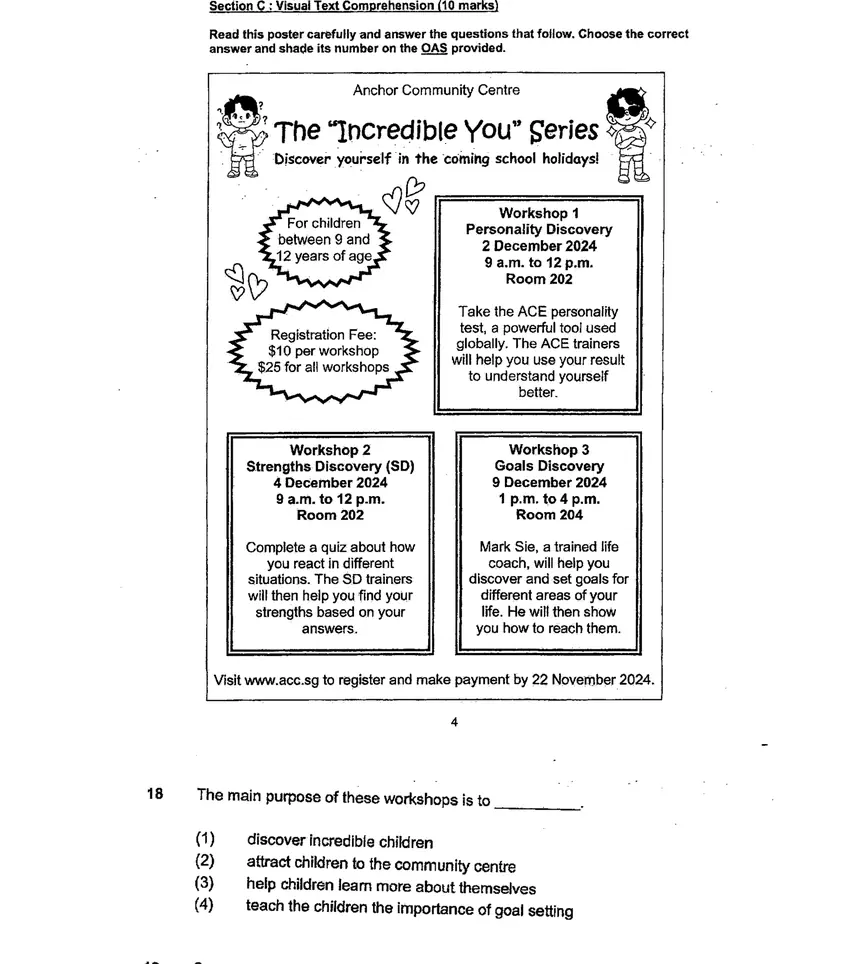 Section C : Visual Text Comprehension (10 marks)
Read this poster carefully and answer the questions that follow. Choose the correct
answer and shade its number on the OAS provided.
Anchor Community Centre
The “Incredible You” Series
Discover yourself in the coming school holidays!
For children
between 9 and
12 years of age
Registration Fee:
$10 per workshop
$25 for all workshops
Workshop 1
Personality Discovery
2 December 2024
9 a.m. to 12 p.m.
Room 202
Take the ACE personality
test, a powerful tool used
globally. The ACE trainers
will help you use your result
to understand yourself
better.
Workshop 2
Strengths Discovery (SD)
4 December 2024
9 a.m. to 12 p.m.
Room 202
Complete a quiz about how
you react in different
situations. The SD trainers
will then help you find your
strengths based on your
answers.
Workshop 3
Goals Discovery
9 December 2024
1 p.m. to 4 p.m.
Room 204
Mark Sie, a trained life
coach, will help you
discover and set goals for
different areas of your
life. He will then show
you how to reach them.
Visit www.acc.sg to register and make payment by 22 November 2024.
4
18 The main purpose of these workshops is to __________.
(1) discover incredible children
(2) attract children to the community centre
(3) help children learn more about themselves
(4) teach the children the importance of goal setting